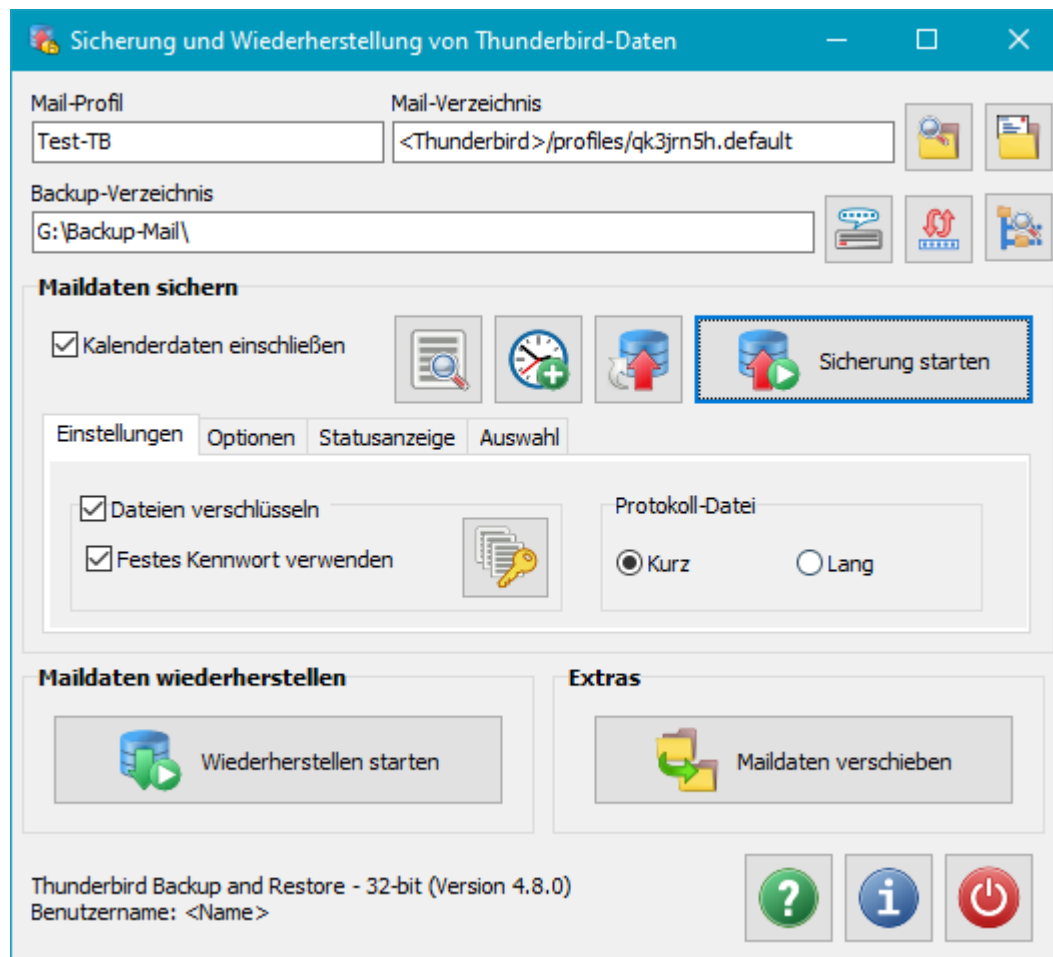 Sicherung und Wiederherstellung von Thunderbird-Daten
Mail-Profil
Mail-Verzeichnis
Test-TB
<Thunderbird>/profiles/qk3jrn5h.default
Backup-Verzeichnis
G:\Backup-Mail\
Maildaten sichern
Kalenderdaten einschließen
Sicherung starten
Einstellungen
Optionen
Statusanzeige
Auswahl
Dateien verschlüsseln
Festes Kennwort verwenden
Protokoll-Datei
Kurz
Lang
Maildaten wiederherstellen
Wiederherstellen starten
Extras
Maildaten verschieben
Thunderbird Backup and Restore - 32-bit (Version 4.8.0)
Benutzername: <Name>